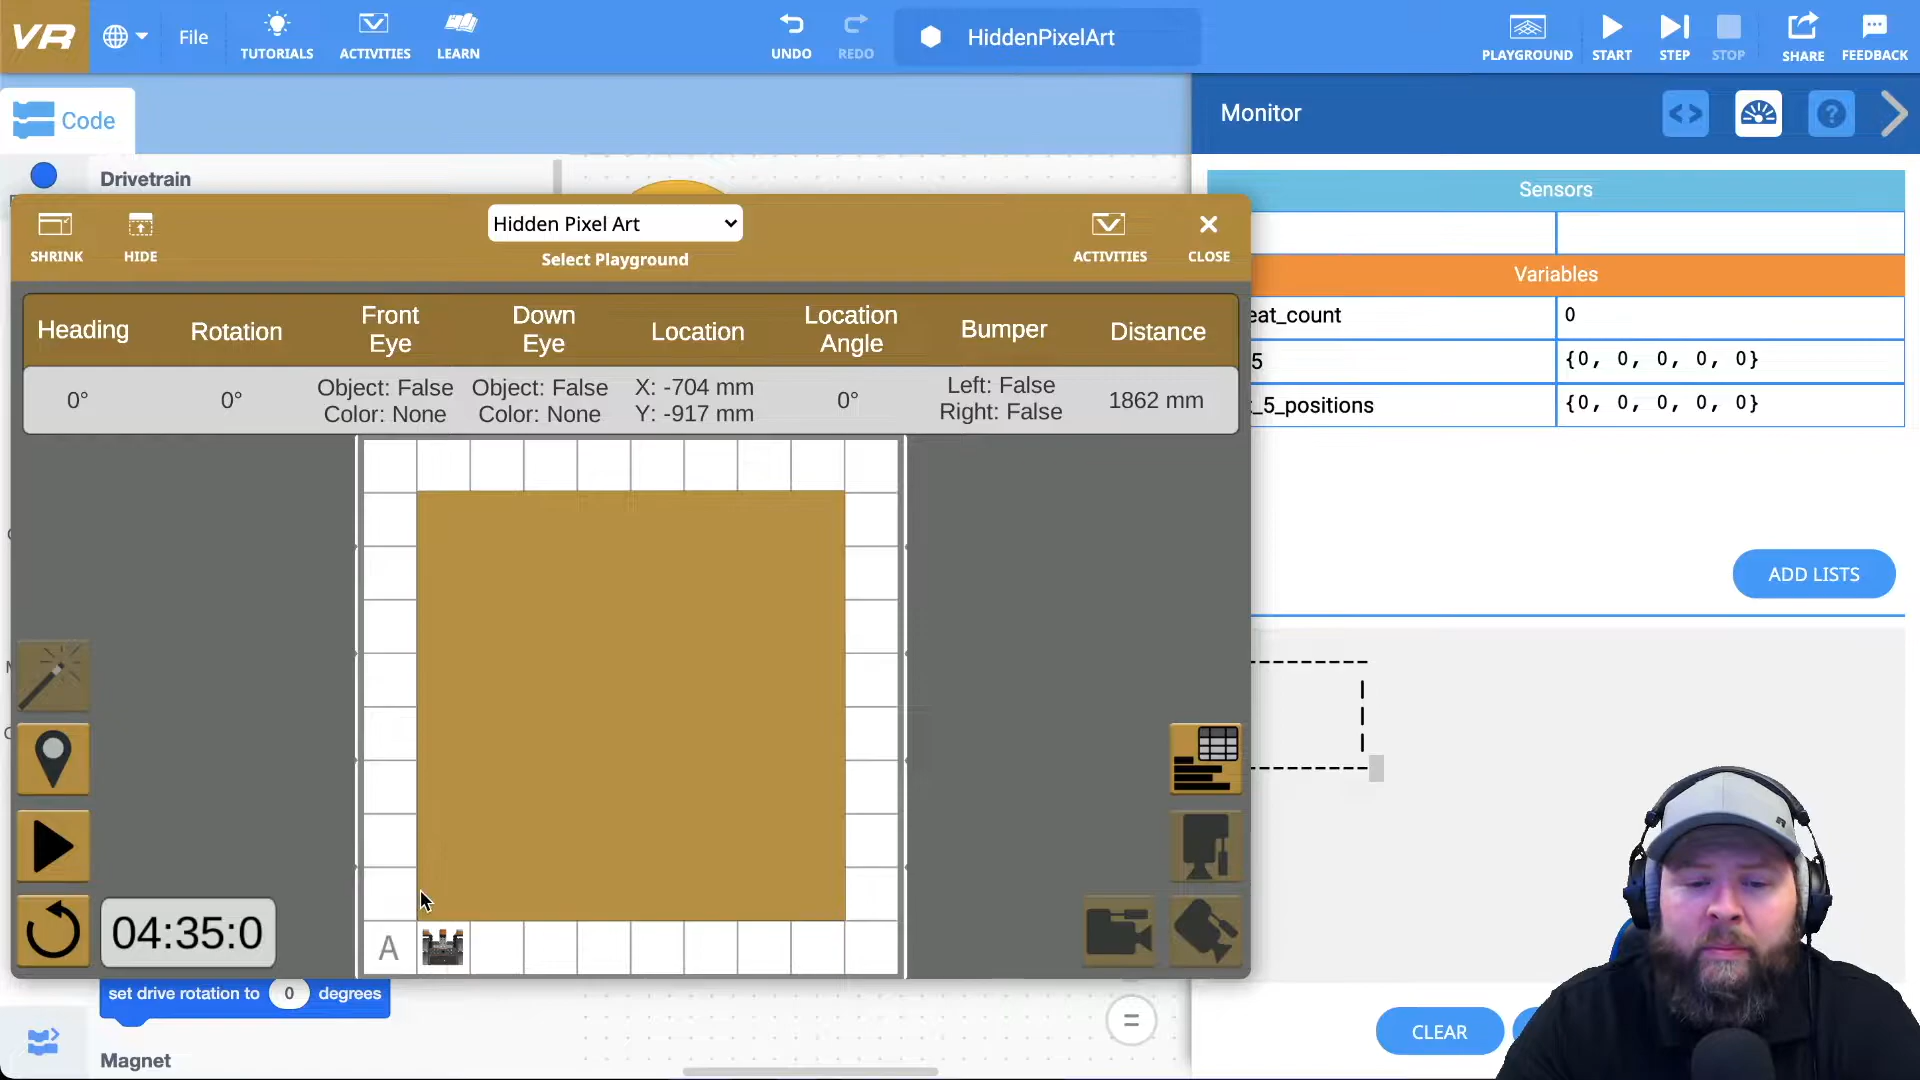 VR
File
TUTORIALS
ACTIVITIES
LEARN
UNDO
REDO
HiddenPixelArt
PLAYGROUND
START
STEP
STOP
SHARE
FEEDBACK
Code
Monitor
Drivetrain
Sensors
SHRINK
HIDE
Hidden Pixel Art
Select Playground
ACTIVITIES
CLOSE
Variables
Heading
Rotation
Front Eye
Down Eye
Location
Location Angle
Bumper
Distance
eat_count
0
5
{0, 0, 0, 0, 0}
_5_positions
{0, 0, 0, 0, 0}
0°
0°
Object: False
Color: None
Object: False
Color: None
X: -704 mm
Y: -917 mm
0°
Left: False
Right: False
1862 mm
ADD LISTS
A
04:35:0
set drive rotation to 0 degrees
CLEAR
Magnet